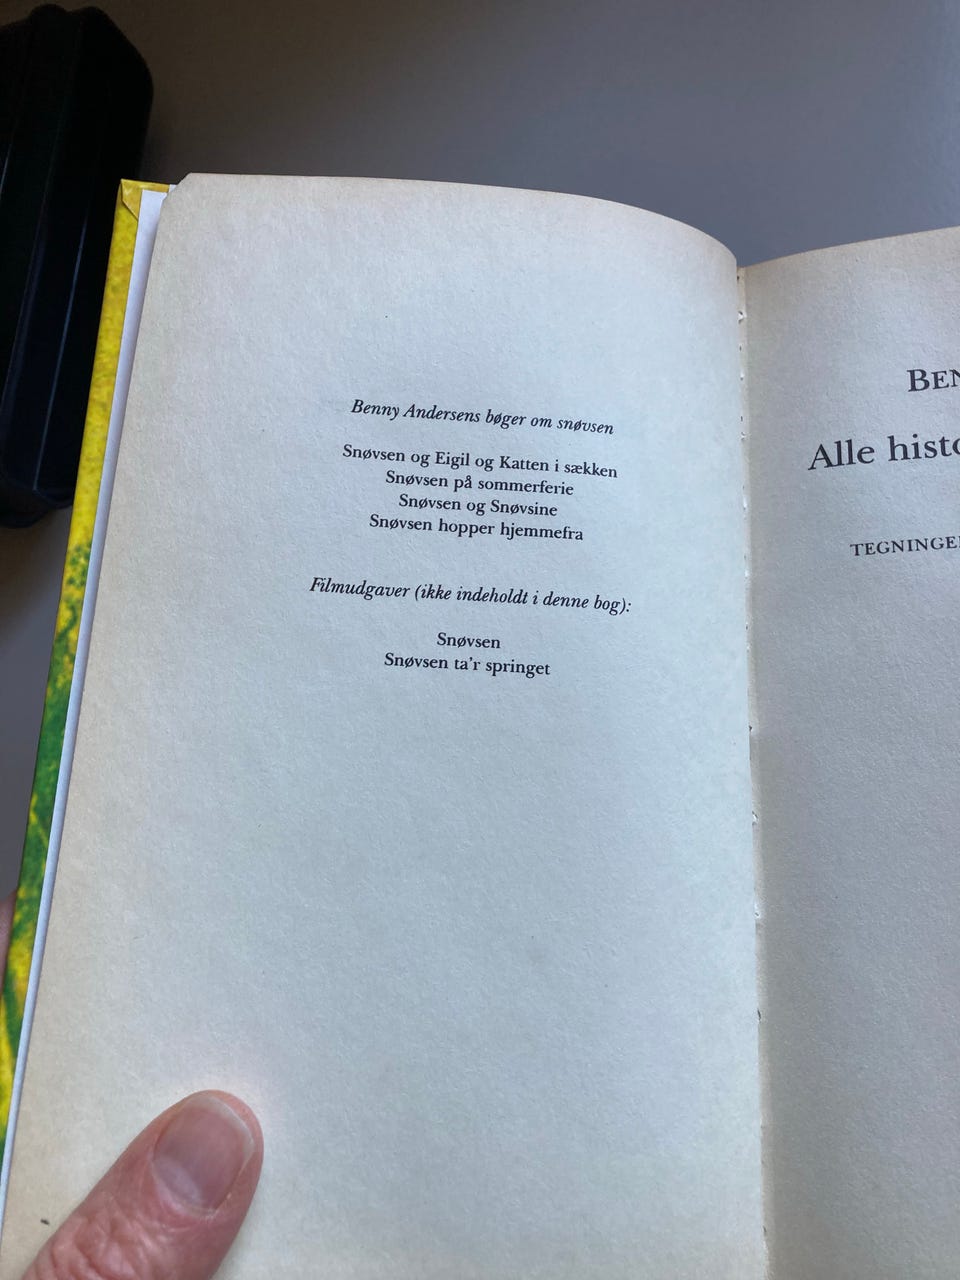 Benny Andersens bøger om snøvsen
Snøvsen og Eigil og Katten i sækken
Snøvsen på sommerferie
Snøvsen og Snøvsine
Snøvsen hopper hjemmefra
Filmudgaver (ikke indeholdt i denne bog):
Snøvsen
Snøvsen ta'r springet
BEN
Alle histo
TEGNINGE